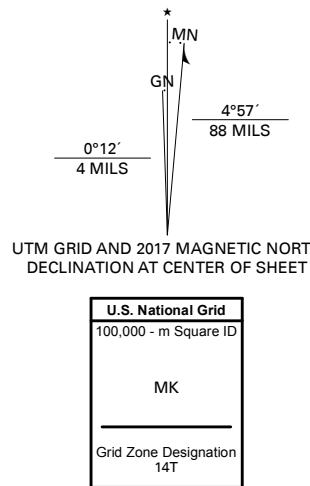 ★
MN
GN
4°57´
88 MILS
0°12´
4 MILS
UTM GRID AND 2017 MAGNETIC NORT
DECLINATION AT CENTER OF SHEET
U.S. National Grid
100,000 - m Square ID
MK
Grid Zone Designation
14T